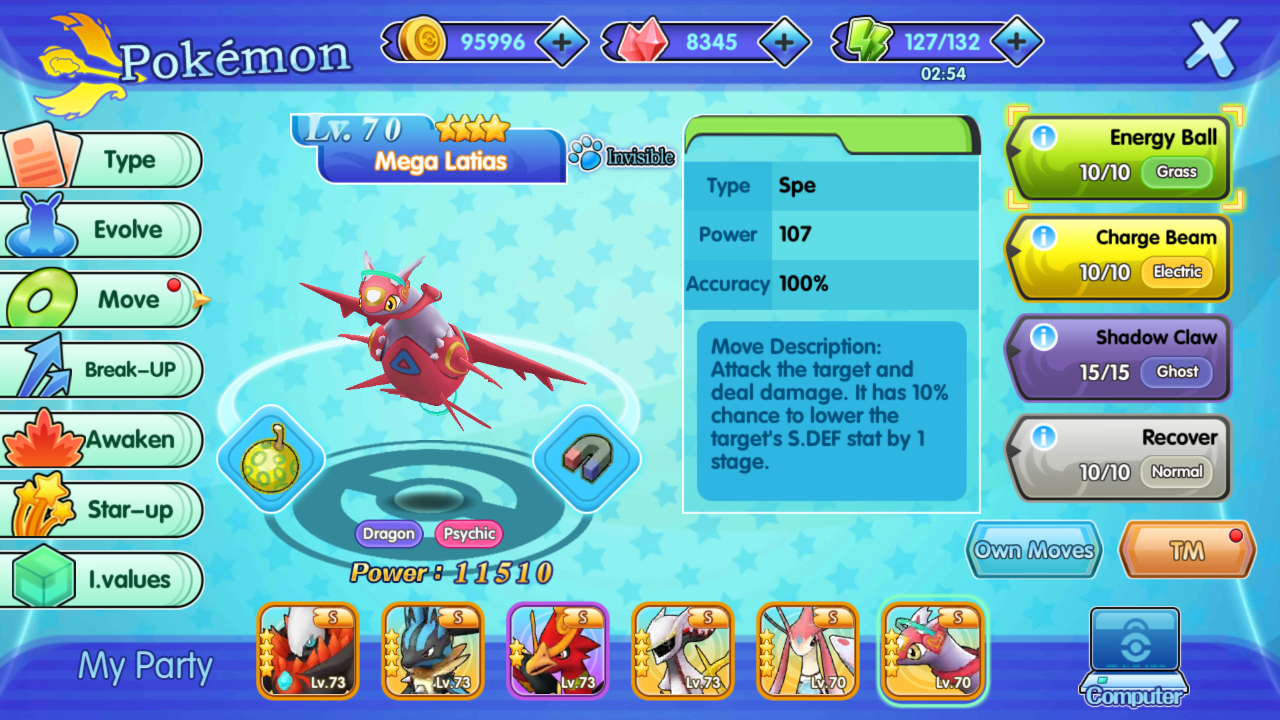 Pokémon
95996
8345
127/132
02:54
X
Type
Evolve
Move
Break-UP
Awaken
Star-up
I.values
Lv. 70
Mega Latias
Invisible
Type Spe
Power 107
Accuracy 100%
Move Description:
Attack the target and
deal damage. It has 10%
chance to lower the
target's S.DEF stat by 1
stage.
Energy Ball
10/10 Grass
Charge Beam
10/10 Electric
Shadow Claw
15/15 Ghost
Recover
10/10 Normal
Own Moves
TM
Dragon Psychic
Power: 11510
My Party
S
Lv.73
S
Lv.73
S
Lv.73
S
Lv.73
S
Lv.70
S
Lv.70
Computer